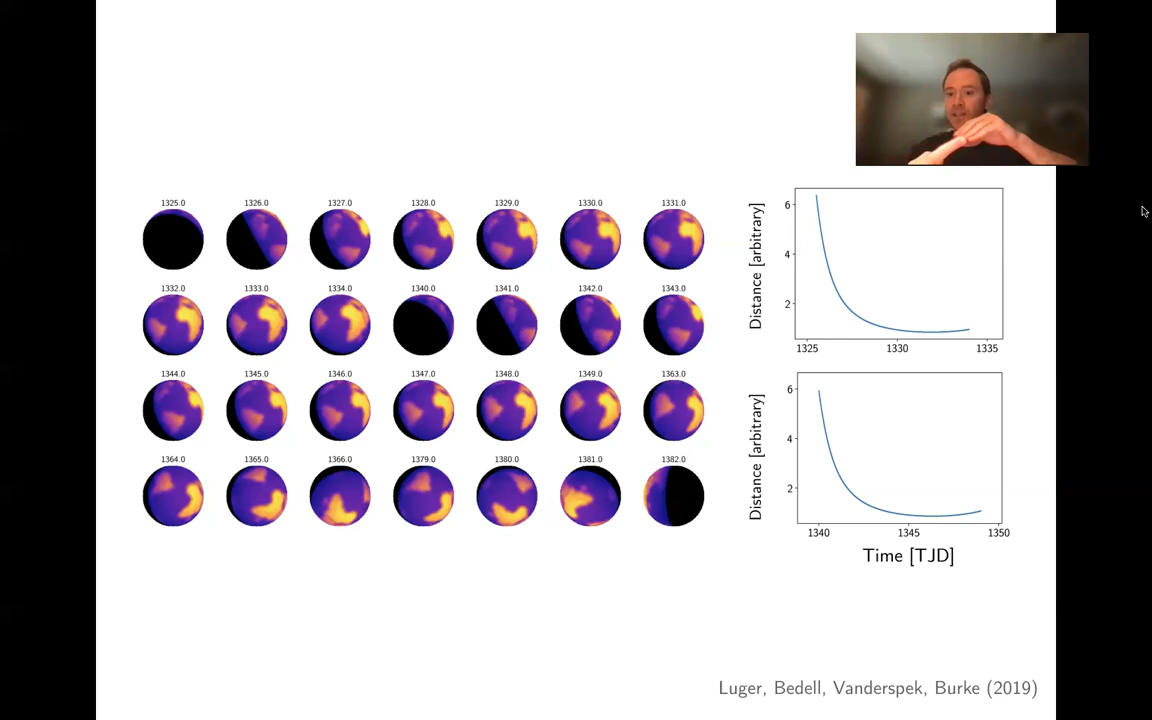 1325.0 1326.0 1327.0 1328.0 1329.0 1330.0 1331.0
1332.0 1333.0 1334.0 1340.0 1341.0 1342.0 1343.0
1344.0 1345.0 1346.0 1347.0 1348.0 1349.0 1363.0
1364.0 1365.0 1366.0 1379.0 1380.0 1381.0 1382.0
Distance [arbitrary]
6
4
2
1325 1330 1335
Distance [arbitrary]
6
4
2
1340 1345 1350
Time [TJD]
Luger, Bedell, Vanderspek, Burke (2019)